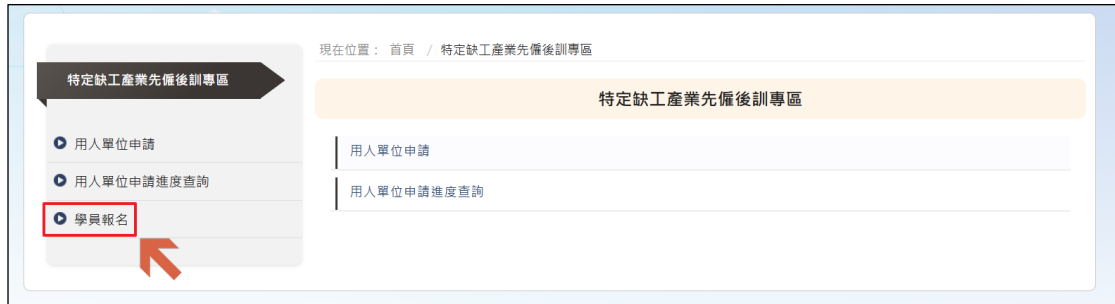 現在位置： 首頁 / 特定缺工產業先僱後訓專區
特定缺工產業先僱後訓專區
用人單位申請
用人單位申請進度查詢
學員報名
特定缺工產業先僱後訓專區
用人單位申請
用人單位申請進度查詢